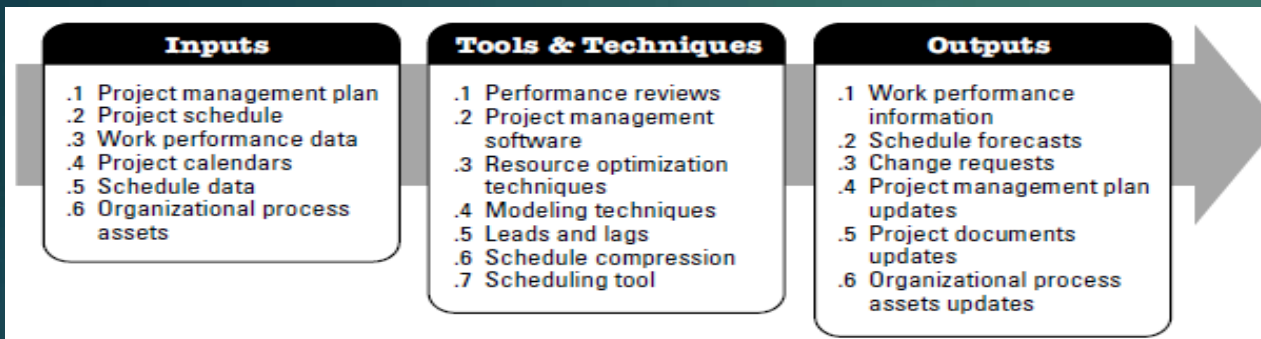 Inputs
.1 Project management plan
.2 Project schedule
.3 Work performance data
.4 Project calendars
.5 Schedule data
.6 Organizational process
assets
Tools & Techniques
.1 Performance reviews
.2 Project management
software
.3 Resource optimization
techniques
.4 Modeling techniques
.5 Leads and lags
.6 Schedule compression
.7 Scheduling tool
Outputs
.1 Work performance
information
.2 Schedule forecasts
.3 Change requests
.4 Project management plan
updates
.5 Project documents
updates
.6 Organizational process
assets updates